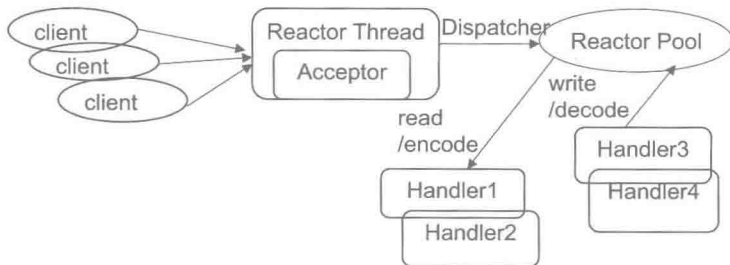 client
client
client
Reactor Thread
Acceptor
Dispatcher
Reactor Pool
read
/encode
write
/decode
Handler1
Handler2
Handler3
Handler4